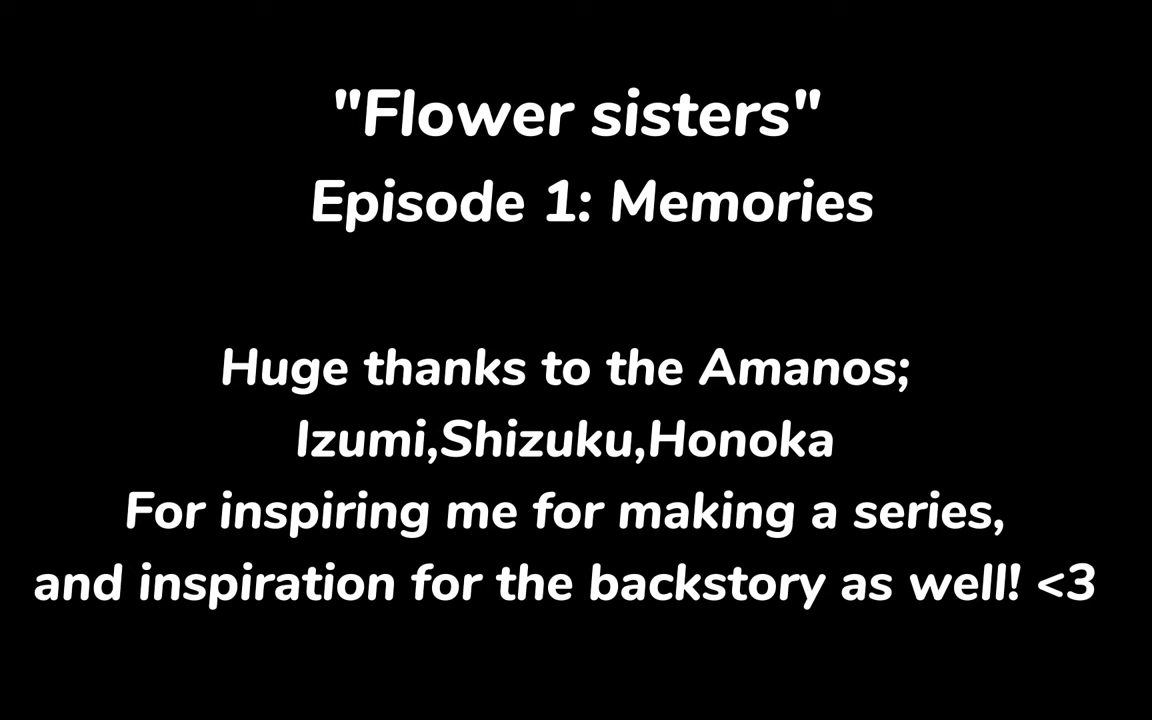 "Flower sisters"
Episode 1: Memories
Huge thanks to the Amanos;
Izumi,Shizuku,Honoka
For inspiring me for making a series,
and inspiration for the backstory as well! <3